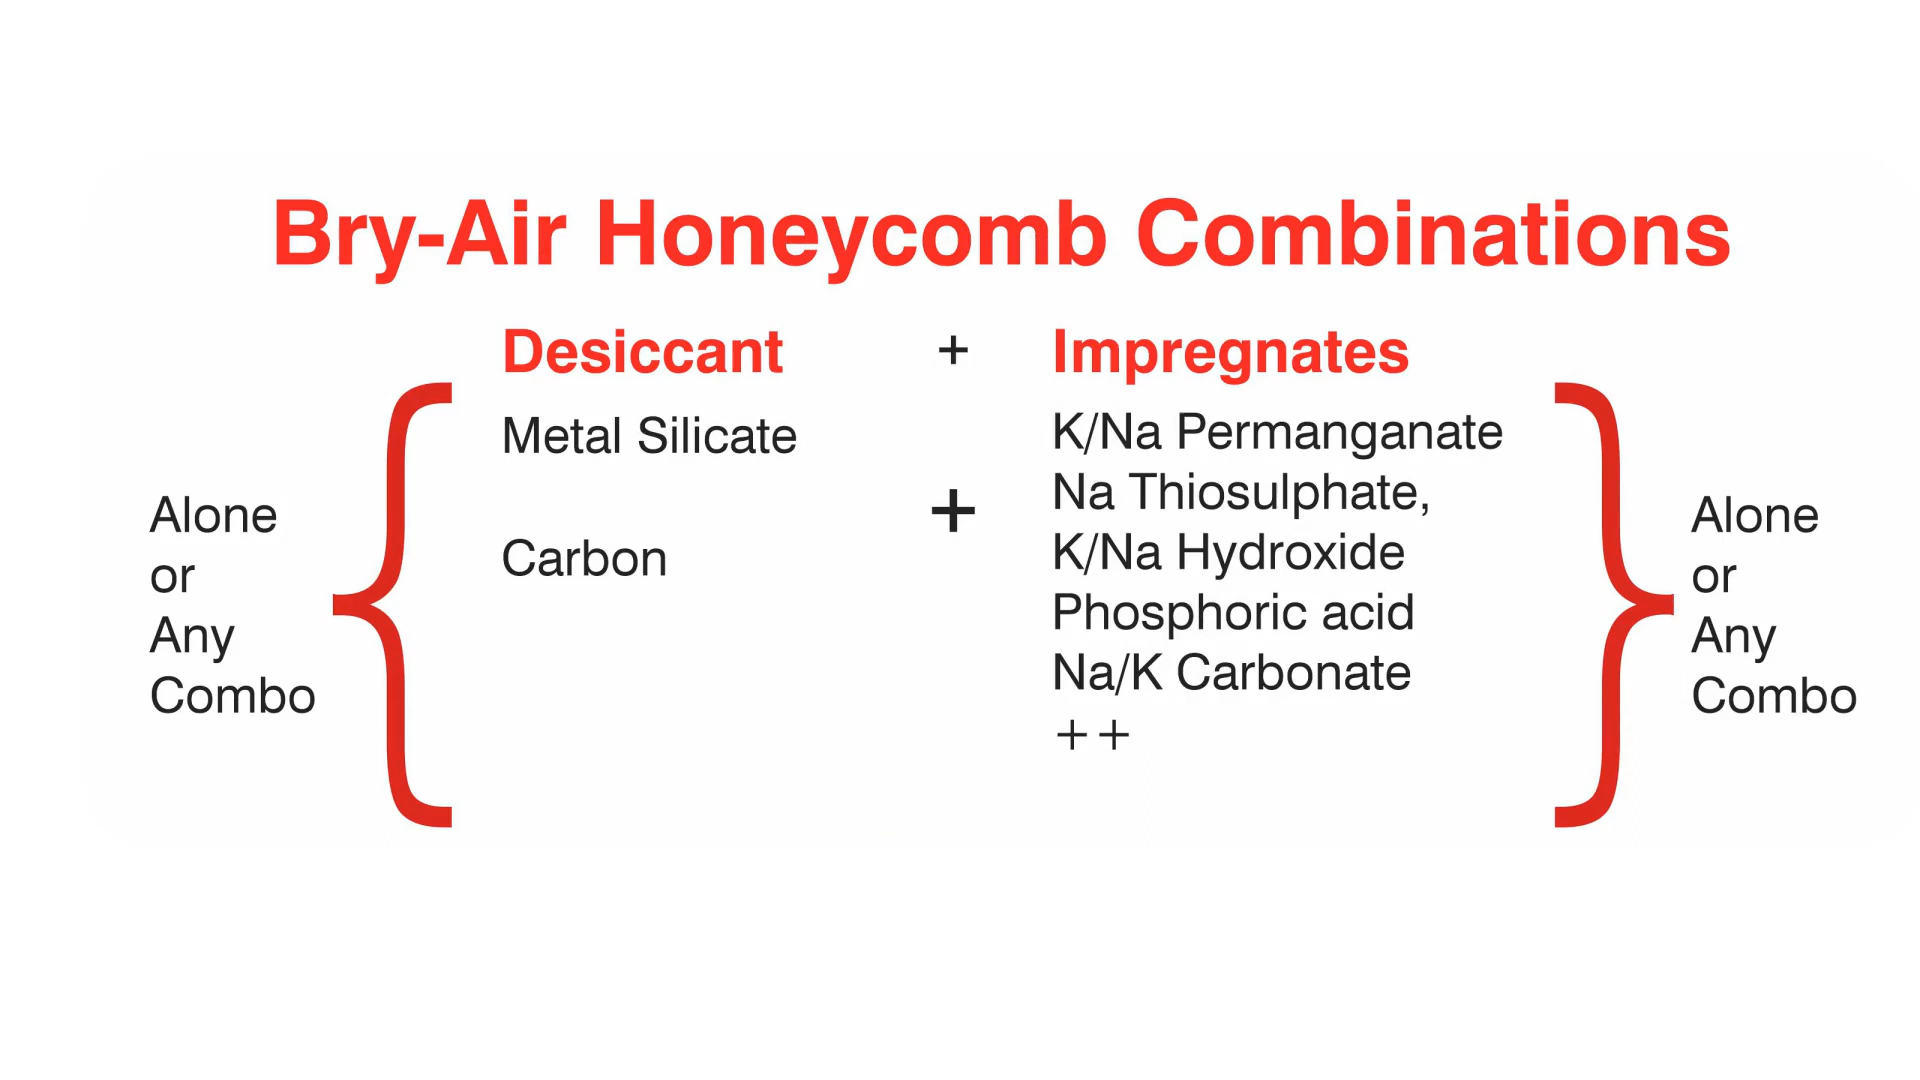 Bry-Air Honeycomb Combinations
Desiccant + Impregnates
Alone
or
Any
Combo
Metal Silicate
Carbon
+
K/Na Permanganate
Na Thiosulphate,
K/Na Hydroxide
Phosphoric acid
Na/K Carbonate
++
Alone
or
Any
Combo